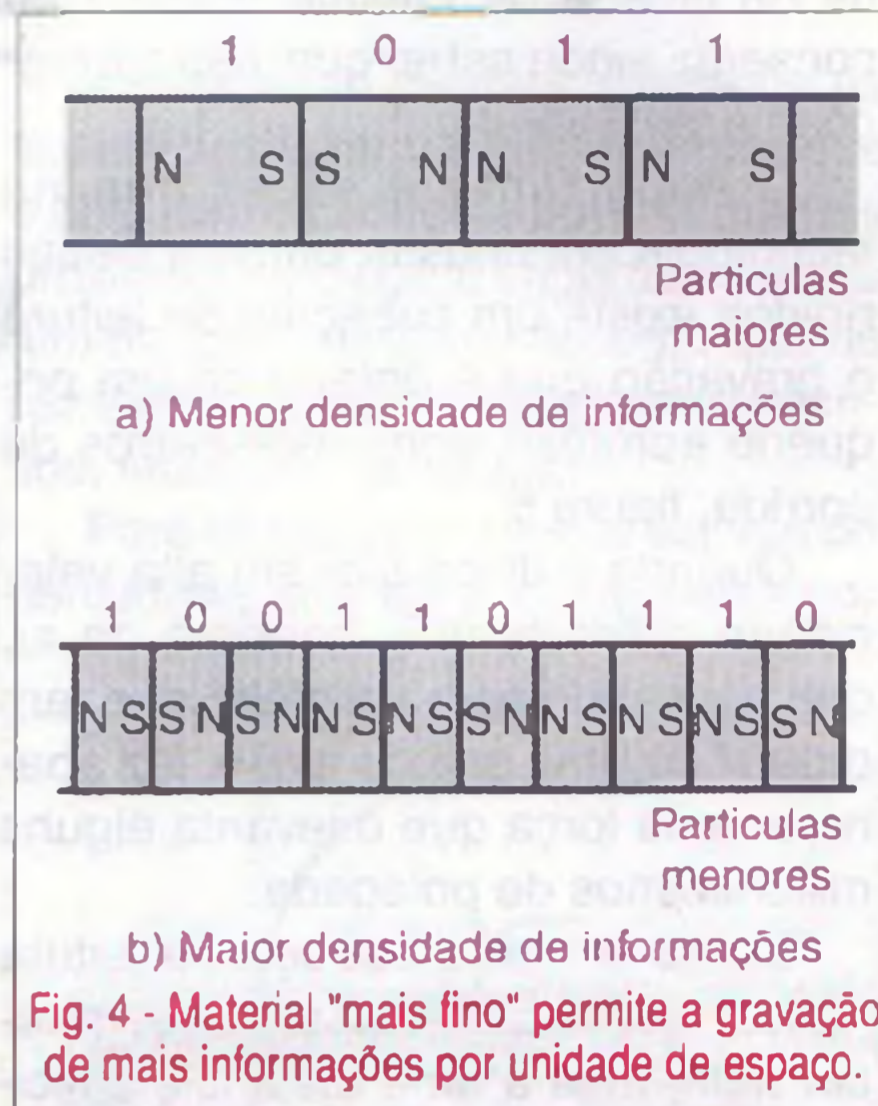 1 0 1 1
N S S N N S N S
Particulas
maiores
a) Menor densidade de informações
1 0 0 1 1 0 1 1 1 0
N S S N S N N S N S S N N S N S N S S N
Particulas
menores
b) Maior densidade de informações
Fig. 4 - Material "mais fino" permite a gravação
de mais informações por unidade de espaço.